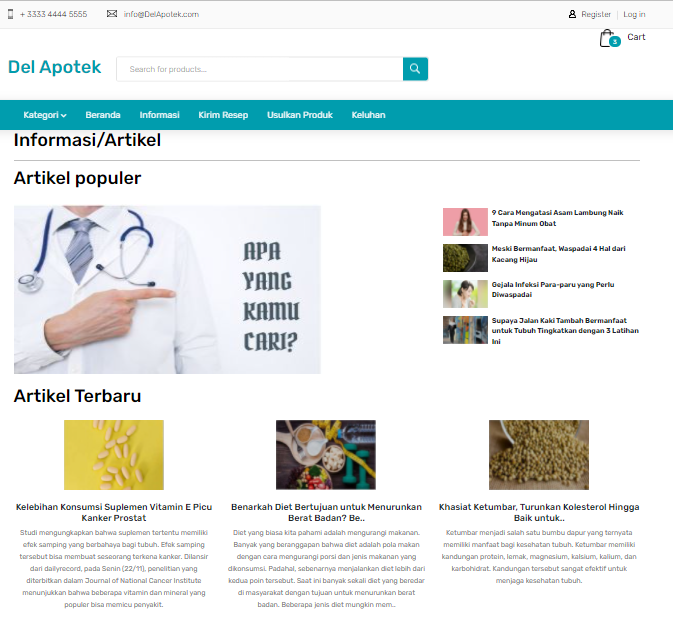 + 3333 4444 5555
info@DelApotek.com
Register
Log in
3
Cart
Del Apotek
Search for products...
Kategori
Beranda
Informasi
Kirim Resep
Usulkan Produk
Keluhan
Informasi/Artikel
Artikel populer
APA
YANG
KAMU
CARI?
9 Cara Mengatasi Asam Lambung Naik
Tanpa Minum Obat
Meski Bermanfaat, Waspadai 4 Hal dari
Kacang Hijau
Gejala Infeksi Para-paru yang Perlu
Diwaspadai
Supaya Jalan Kaki Tambah Bermanfaat
untuk Tubuh Tingkatkan dengan 3 Latihan
Ini
Artikel Terbaru
Kelebihan Konsumsi Suplemen Vitamin E Picu
Kanker Prostat
Studi mengungkapkan bahwa suplemen tertentu memiliki
efek samping yang berbahaya bagi tubuh. Efek samping
tersebut bisa membuat seseorang terkena kanker. Dilansir
dari dailyrecord, pada Senin (22/11), penelitian yang
diterbitkan dalam Journal of National Cancer Institute
menunjukkan bahwa beberapa vitamin dan mineral yang
populer bisa memicu penyakit.
Benarkah Diet Bertujuan untuk Menurunkan
Berat Badan? Be..
Diet yang biasa kita pahami adalah mengurangi makanan.
Banyak yang beranggapan bahwa diet adalah pola makan
dengan cara mengurangi porsi dan jenis makanan yang
dikonsumsi. Padahal, sebenarnya menjalankan diet lebih dari
kedua poin tersebut. Saat ini banyak sekali diet yang beredar
di masyarakat dengan tujuan untuk menurunkan berat
badan. Beberapa jenis diet mungkin mem..
Khasiat Ketumbar, Turunkan Kolesterol Hingga
Baik untuk..
Ketumbar menjadi salah satu bumbu dapur yang ternyata
memiliki manfaat bagi kesehatan tubuh. Ketumbar memiliki
kandungan protein, lemak, magnesium, kalsium, kalium, dan
karbohidrat. Kandungan tersebut sangat efektif untuk
menjaga kesehatan tubuh.